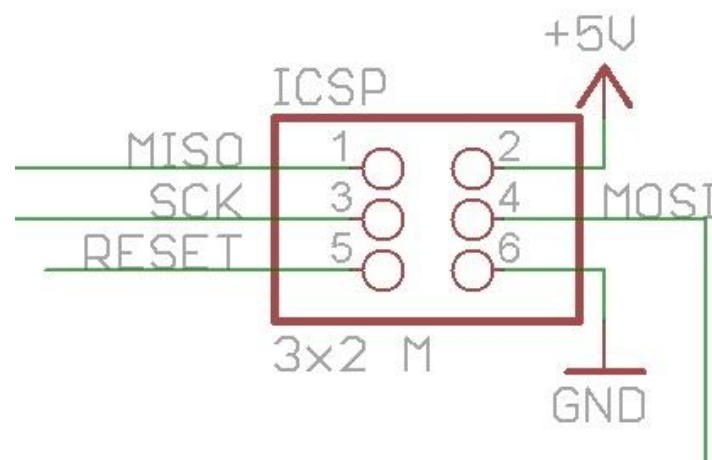 +5V
ICSP
MISO 1 2
SCK 3 4 MOSI
RESET 5 6
3x2 M
GND